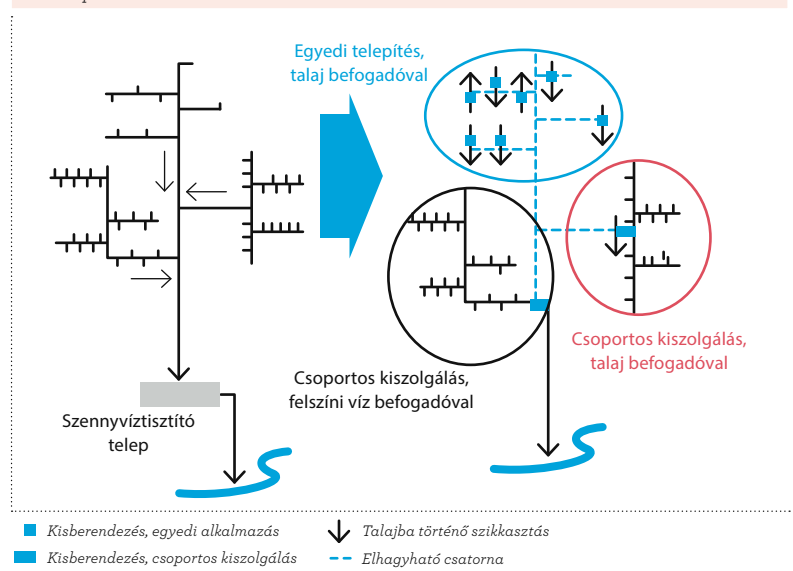 Egyedi telepítés,
talaj befogadóval
Csoportos kiszolgálás,
talaj befogadóval
Csoportos kiszolgálás,
felszíni víz befogadóval
Szennyvíztisztító
telep
Kisberendezés, egyedi alkalmazás
Talajba történő szikkasztás
Kisberendezés, csoportos kiszolgálás
Elhagyható csatorna